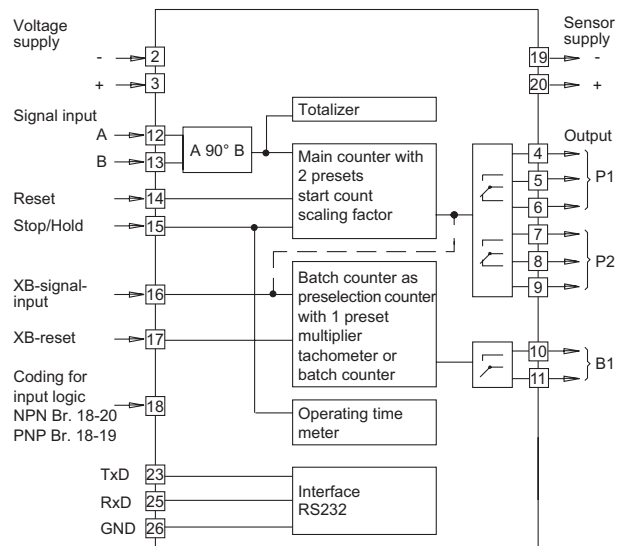 Voltage
supply
-
2
+
3
Signal input
A
12
B
13
A 90° B
Reset
14
Stop/Hold
15
XB-signal-
input
16
XB-reset
17
Coding for
input logic
NPN Br. 18-20
PNP Br. 18-19
18
TxD
23
RxD
25
GND
26
Totalizer
Main counter with
2 presets
start count
scaling factor
Batch counter as
preselection counter
with 1 preset
multiplier
tachometer or
batch counter
Operating time
meter
Interface
RS232
Sensor
supply
19
-
20
+
Output
4
5
6
P1
7
8
9
P2
10
11
B1